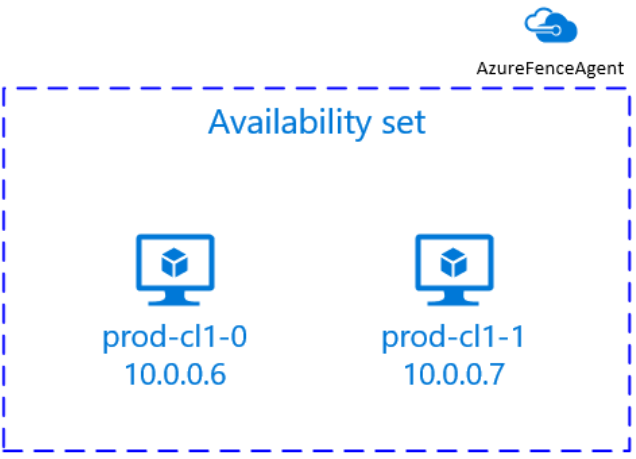 AzureFenceAgent
Availability set
prod-cl1-0
10.0.0.6
prod-cl1-1
10.0.0.7